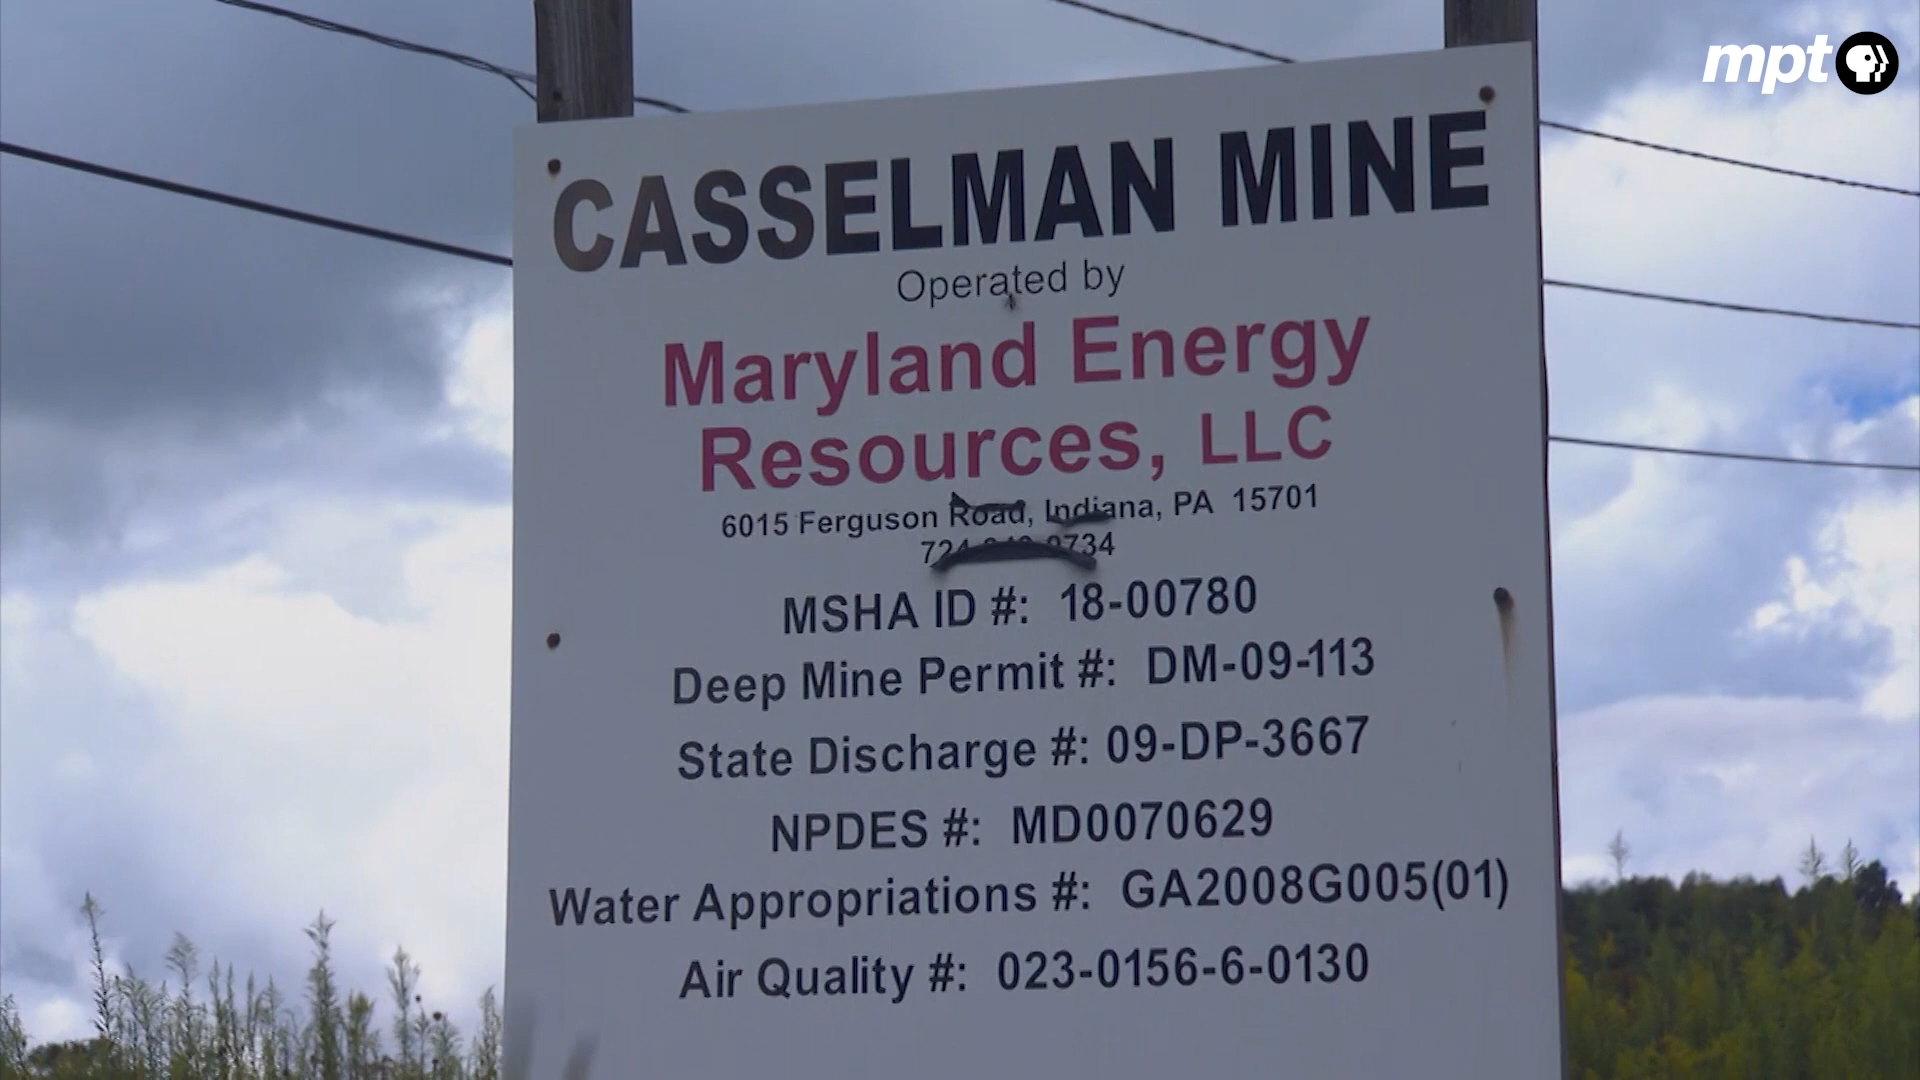 mpt
CASSELMAN MINE
Operated by
Maryland Energy
Resources, LLC
6015 Ferguson Road, Indiana, PA 15701
MSHA ID #: 18-00780
Deep Mine Permit #: DM-09-113
State Discharge #: 09-DP-3667
NPDES #: MD0070629
Water Appropriations #: GA2008G005(01)
Air Quality #: 023-0156-6-0130